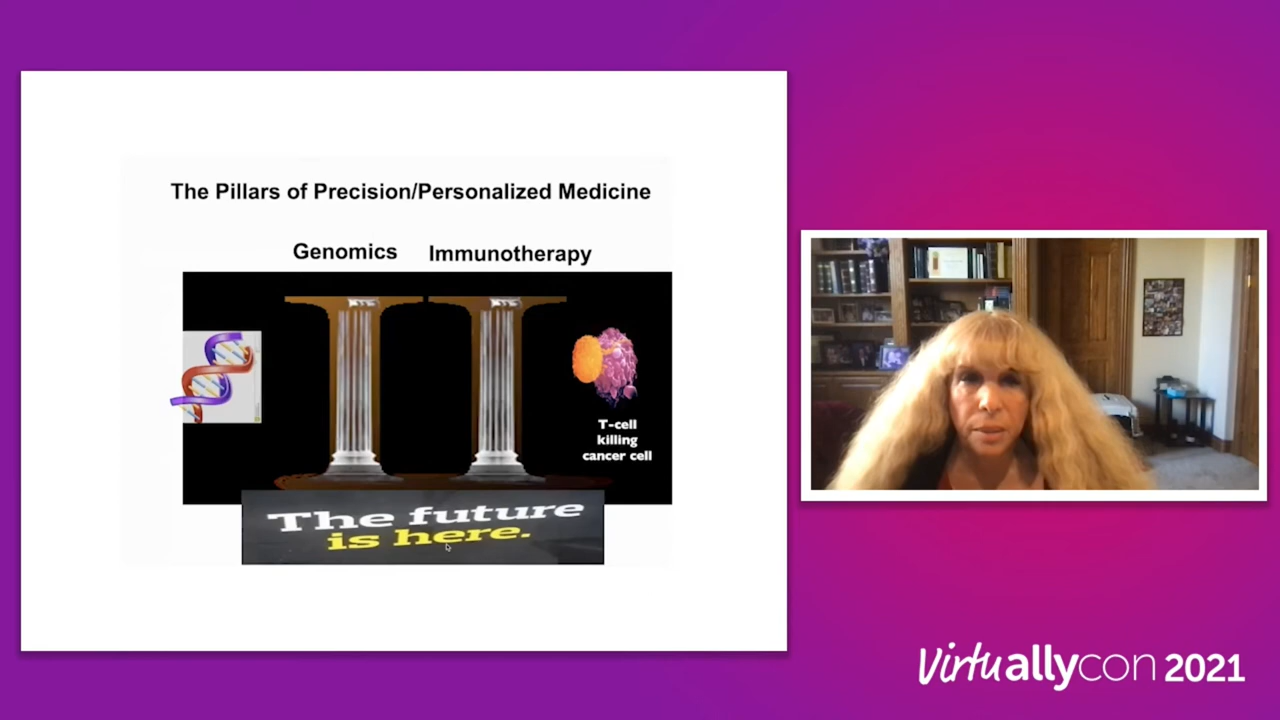 The Pillars of Precision/Personalized Medicine
Genomics Immunotherapy
T-cell
killing
cancer cell
The future
is here.
Virtuallycon 2021